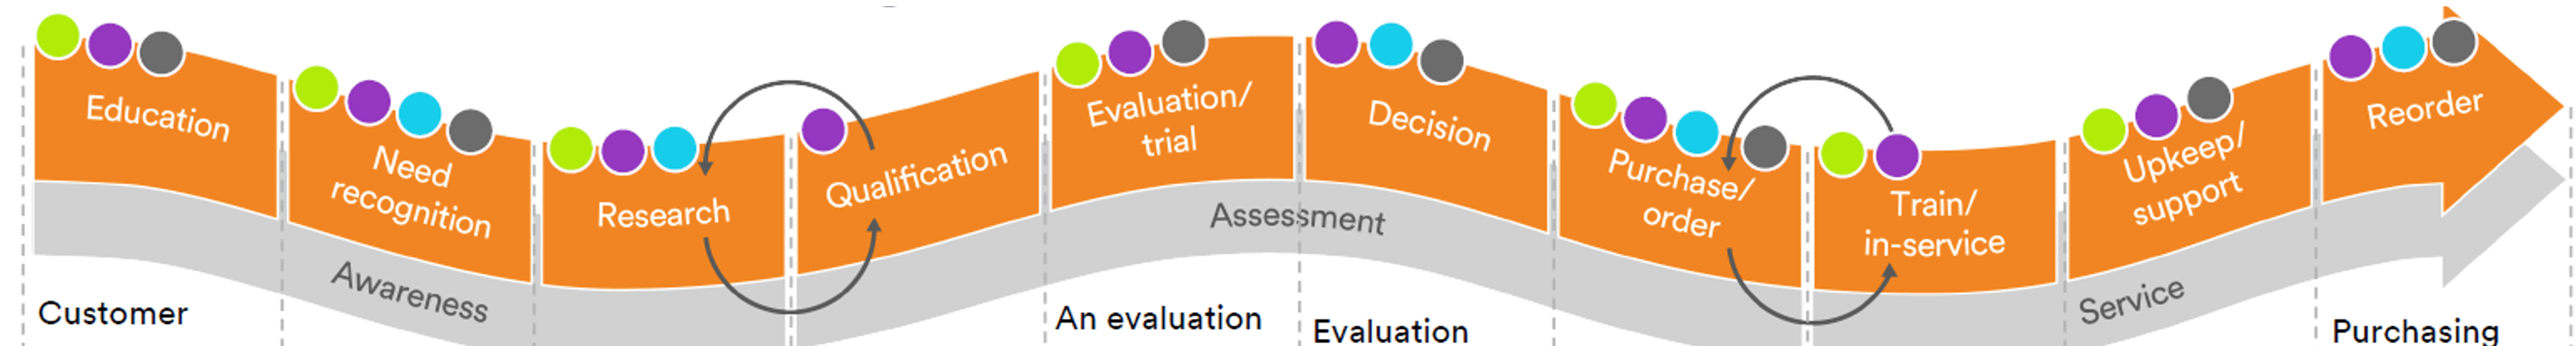 Education
Need
recognition
Research
Qualification
Evaluation/
trial
Decision
Purchase/
order
Train/
in-service
Upkeep/
support
Reorder
Awareness
Assessment
Service
Customer
An evaluation
Evaluation
Purchasing